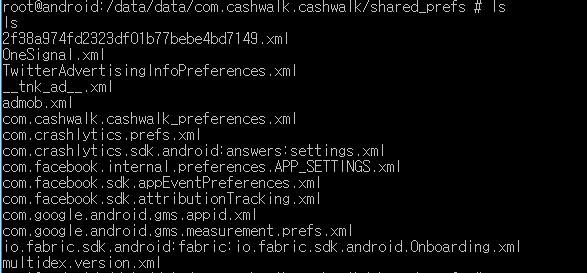 root@android:/data/data/com.cashwalk.cashwalk/shared_prefs # ls
ls
2f38a974fd2323df01b77bebe4bd7149.xml
OneSignal.xml
TwitterAdvertisingInfoPreferences.xml
__tnk_ad__.xml
admob.xml
com.cashwalk.cashwalk_preferences.xml
com.crashlytics.prefs.xml
com.crashlytics.sdk.android:answers:settings.xml
com.facebook.internal.preferences.APP_SETTINGS.xml
com.facebook.sdk.appEventPreferences.xml
com.facebook.sdk.attributionTracking.xml
com.google.android.gms.appid.xml
com.google.android.gms.measurement.prefs.xml
io.fabric.sdk.android:fabric:io.fabric.sdk.android.Onboarding.xml
multidex.version.xml